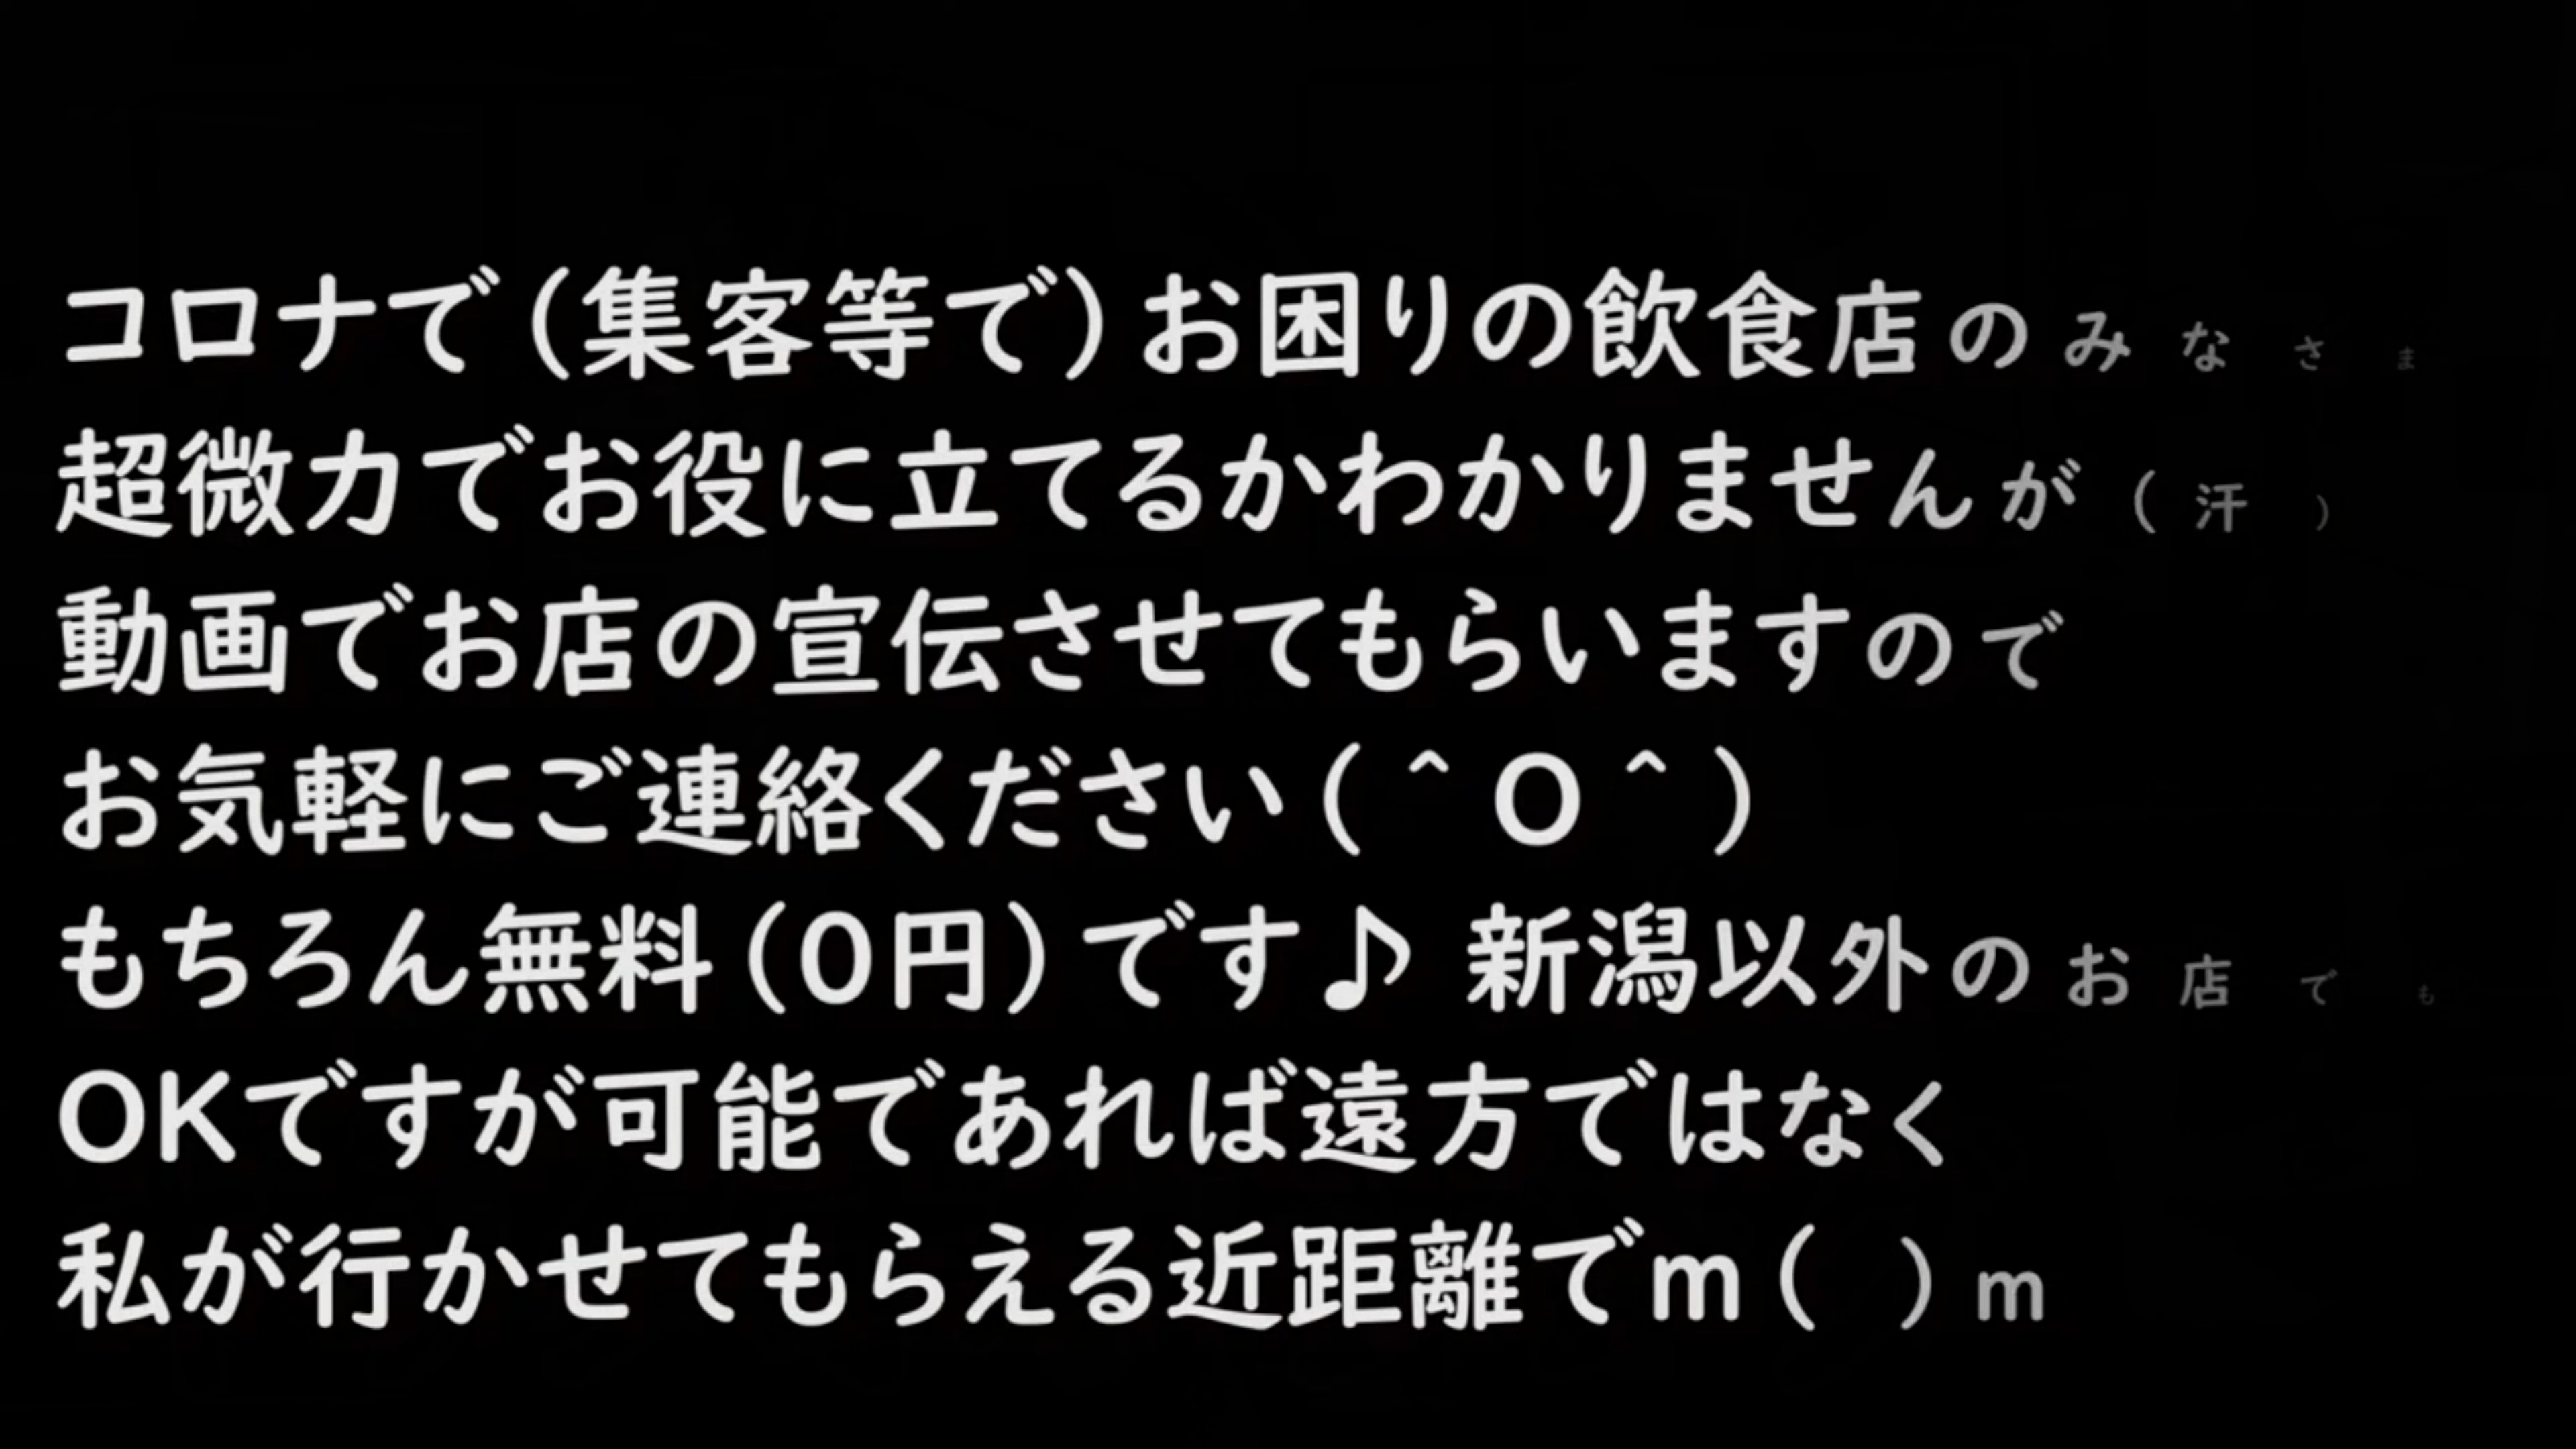 コロナで(集客等で)お困りの飲食店のみなさま
超微力でお役に立てるかわかりませんが(汗)
動画でお店の宣伝させてもらいますので
お気軽にご連絡ください(＾O＾)
もちろん無料(0円)です♪ 新潟以外のお店でも
OKですが可能であれば遠方ではなく
私が行かせてもらえる近距離でm(　)m